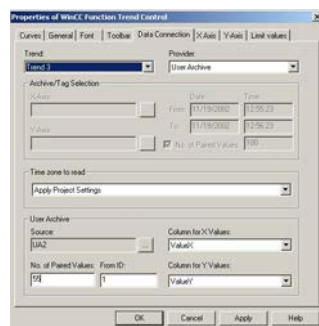 Properties of WinCC Function Trend Control
Curves General Font Toolbar Data Connection X Axis Y-Axis Limit values
Trend: Provider:
Trend 3 User Archive
Archive/Tag Selection
X-Axis: Date: Time:
From: 11/19/2002 12:55:23
Y-Axis: To: 11/19/2002 12:56:23
No. of Paired Values: 100
Time zone to read
Apply Project Settings
User Archive
Source: Column for X Values:
UA2 ... ValueX
No. of Paired Values: From ID: Column for Y Values:
55 1 ValueY
OK Cancel Apply Help